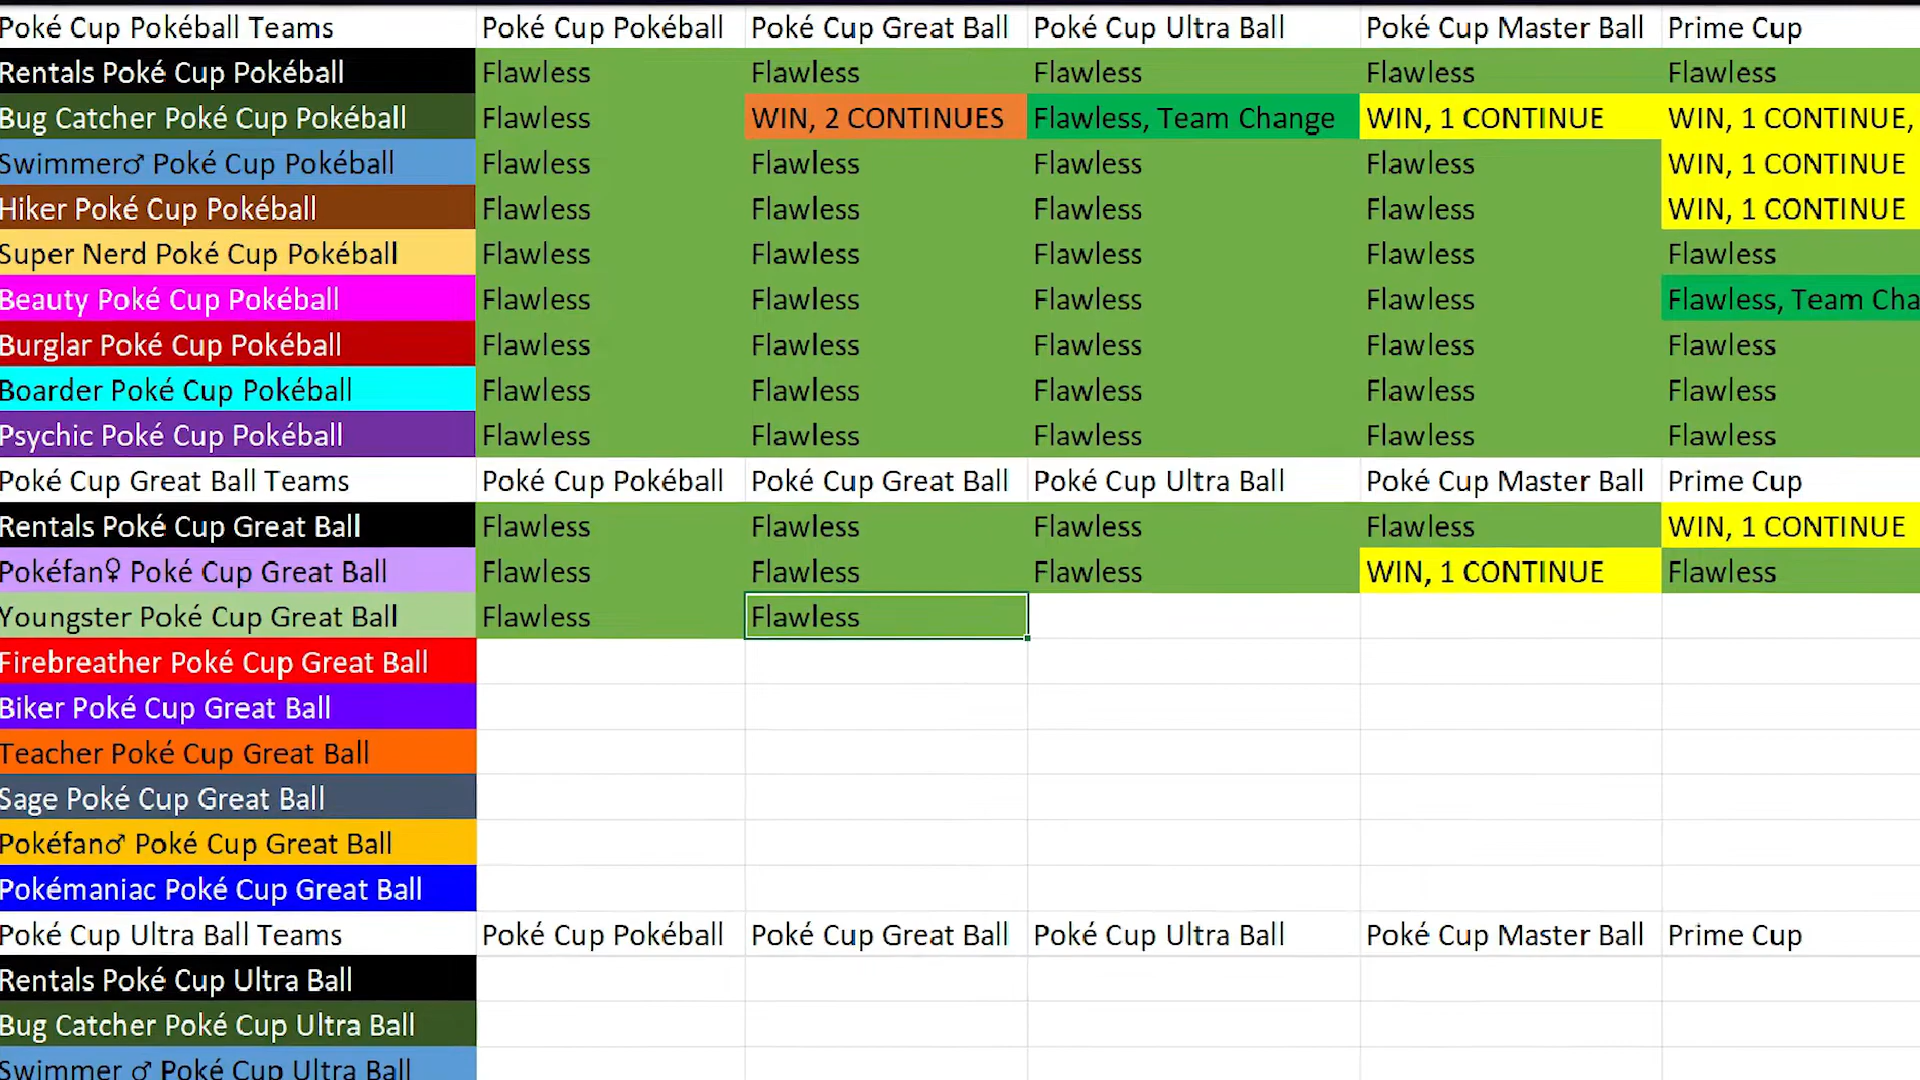 Poké Cup Pokéball Teams Poké Cup Pokéball Poké Cup Great Ball Poké Cup Ultra Ball Poké Cup Master Ball Prime Cup
Rentals Poké Cup Pokéball Flawless Flawless Flawless Flawless Flawless
Bug Catcher Poké Cup Pokéball Flawless WIN, 2 CONTINUES Flawless, Team Change WIN, 1 CONTINUE WIN, 1 CONTINUE,
Swimmer♂ Poké Cup Pokéball Flawless Flawless Flawless Flawless WIN, 1 CONTINUE
Hiker Poké Cup Pokéball Flawless Flawless Flawless Flawless WIN, 1 CONTINUE
Super Nerd Poké Cup Pokéball Flawless Flawless Flawless Flawless Flawless
Beauty Poké Cup Pokéball Flawless Flawless Flawless Flawless Flawless, Team Cha
Burglar Poké Cup Pokéball Flawless Flawless Flawless Flawless Flawless
Boarder Poké Cup Pokéball Flawless Flawless Flawless Flawless Flawless
Psychic Poké Cup Pokéball Flawless Flawless Flawless Flawless Flawless
Poké Cup Great Ball Teams Poké Cup Pokéball Poké Cup Great Ball Poké Cup Ultra Ball Poké Cup Master Ball Prime Cup
Rentals Poké Cup Great Ball Flawless Flawless Flawless Flawless WIN, 1 CONTINUE
Pokéfan♀ Poké Cup Great Ball Flawless Flawless Flawless WIN, 1 CONTINUE Flawless
Youngster Poké Cup Great Ball Flawless Flawless
Firebreather Poké Cup Great Ball
Biker Poké Cup Great Ball
Teacher Poké Cup Great Ball
Sage Poké Cup Great Ball
Pokéfan♂ Poké Cup Great Ball
Pokémaniac Poké Cup Great Ball
Poké Cup Ultra Ball Teams Poké Cup Pokéball Poké Cup Great Ball Poké Cup Ultra Ball Poké Cup Master Ball Prime Cup
Rentals Poké Cup Ultra Ball
Bug Catcher Poké Cup Ultra Ball
Swimmer ♂ Poké Cup Ultra Ball